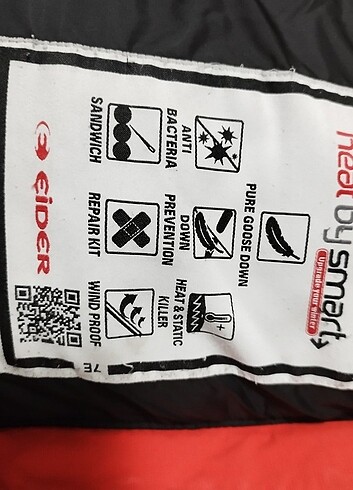 heat by smart
Upgrade your winter
PURE GOOSE DOWN
ANTI
BACTERIA
DOWN
PREVENTION
HEAT & STATIC
KILLER
SANDWICH
REPAIR KIT
WIND PROOF
EIDER
7E